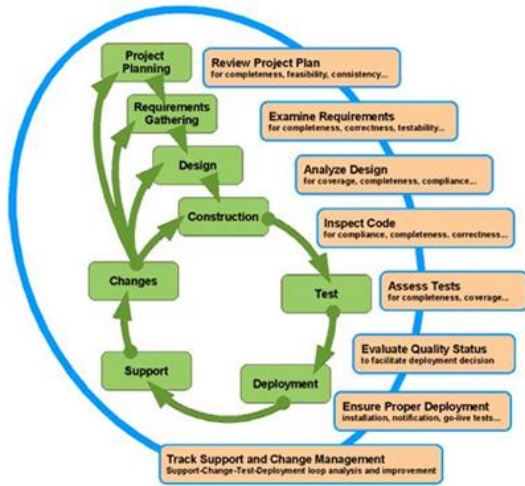 Project
Planning
Requirements
Gathering
Design
Construction
Changes
Test
Support
Deployment
Review Project Plan
for completeness, feasibility, consistency...
Examine Requirements
for completeness, correctness, testability...
Analyze Design
for coverage, completeness, compliance...
Inspect Code
for compliance, completeness, correctness...
Assess Tests
for completeness, coverage...
Evaluate Quality Status
to facilitate deployment decision
Ensure Proper Deployment
installation, notification, go-live tests...
Track Support and Change Management
Support-Change-Test-Deployment loop analysis and improvement